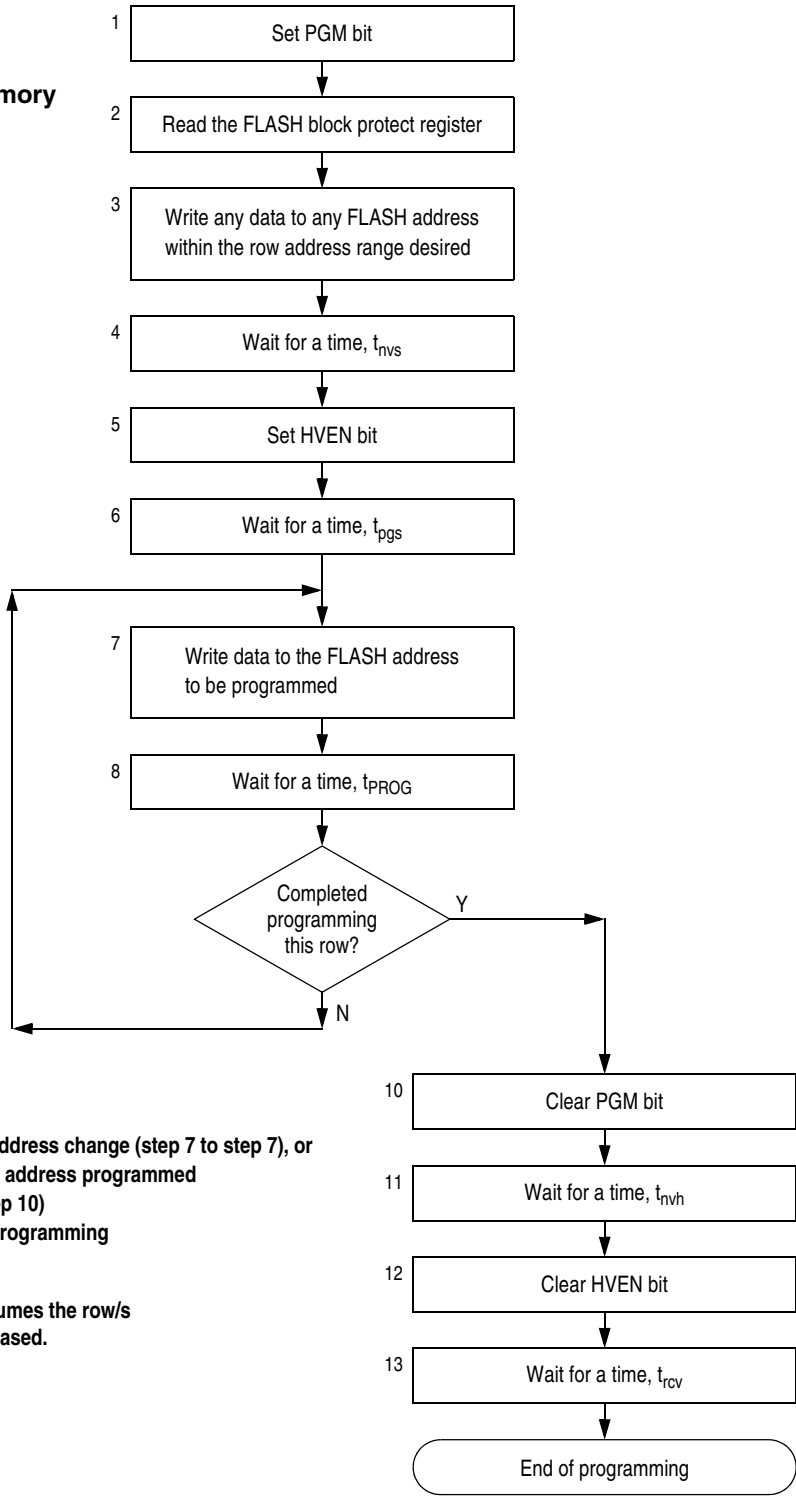 1
Set PGM bit
mory
2
Read the FLASH block protect register
3
Write any data to any FLASH address
within the row address range desired
4
Wait for a time, tnvs
5
Set HVEN bit
6
Wait for a time, tpgs
7
Write data to the FLASH address
to be programmed
8
Wait for a time, tPROG
Completed
programming
this row?
Y
N
10
Clear PGM bit
ddress change (step 7 to step 7), or
address programmed
p 10)
rogramming
11
Wait for a time, tnvh
12
Clear HVEN bit
umes the row/s
ased.
13
Wait for a time, trcv
End of programming